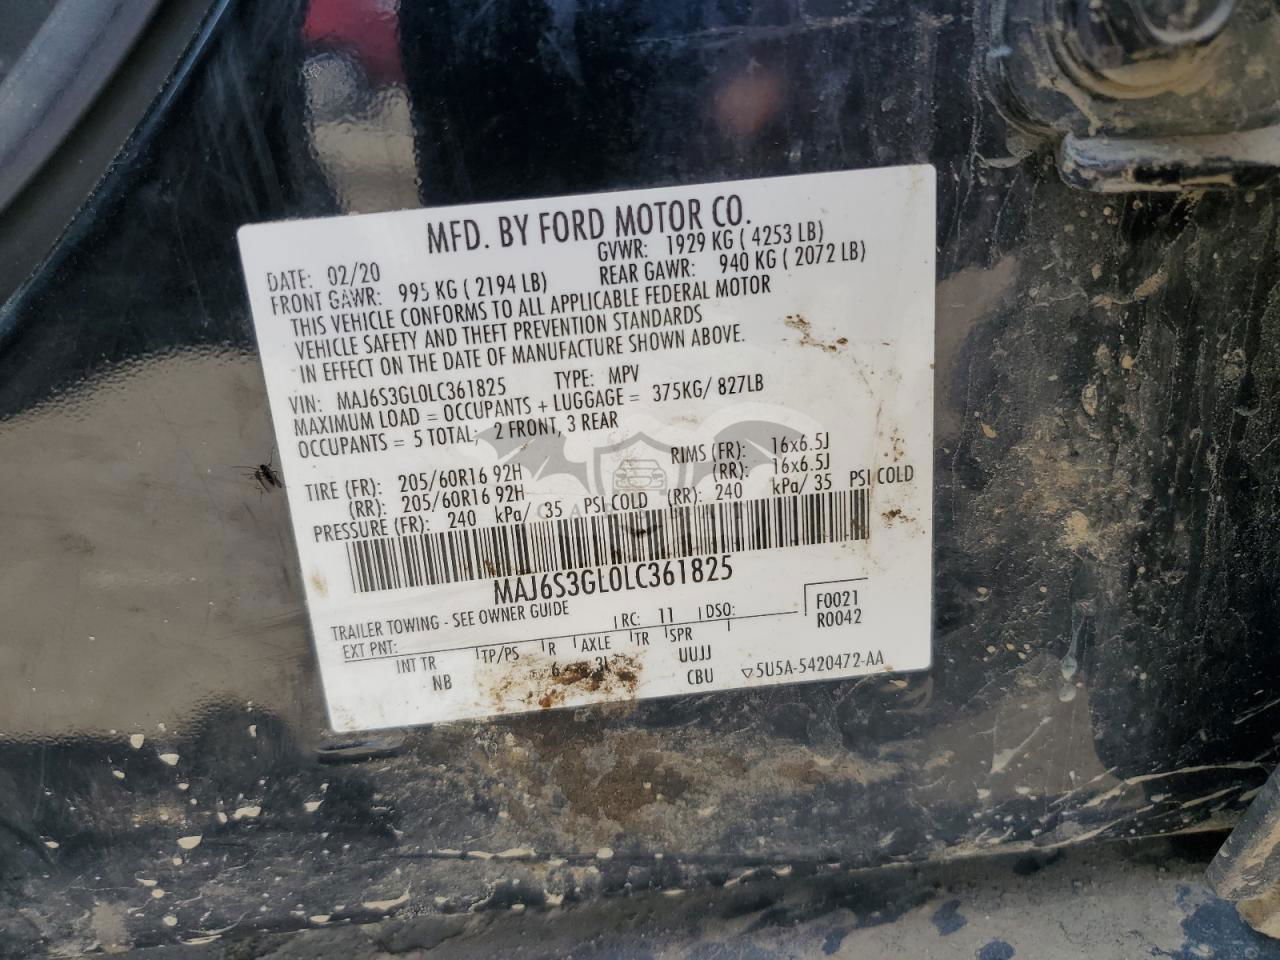 MFD. BY FORD MOTOR CO.
DATE: 02/20 GVWR: 1929 KG ( 4253 LB)
FRONT GAWR: 995 KG ( 2194 LB) REAR GAWR: 940 KG ( 2072 LB)
THIS VEHICLE CONFORMS TO ALL APPLICABLE FEDERAL MOTOR
VEHICLE SAFETY AND THEFT PREVENTION STANDARDS
IN EFFECT ON THE DATE OF MANUFACTURE SHOWN ABOVE.
VIN: MAJ6S3GL0LC361825 TYPE: MPV
MAXIMUM LOAD = OCCUPANTS + LUGGAGE = 375KG/ 827LB
OCCUPANTS = 5 TOTAL; 2 FRONT, 3 REAR
TIRE (FR): 205/60R16 92H RIMS (FR): 16x6.5J
(RR): 205/60R16 92H (RR): 16x6.5J
PRESSURE (FR): 240 kPa/ 35 PSI COLD (RR): 240 kPa/ 35 PSI COLD
MAJ6S3GL0LC361825
TRAILER TOWING - SEE OWNER GUIDE
EXT PNT: RC: 11 DSO: F0021
R0042
INT TR TP/PS R AXLE TR SPR
NB 6 UUJJ
CBU 5U5A-5420472-AA